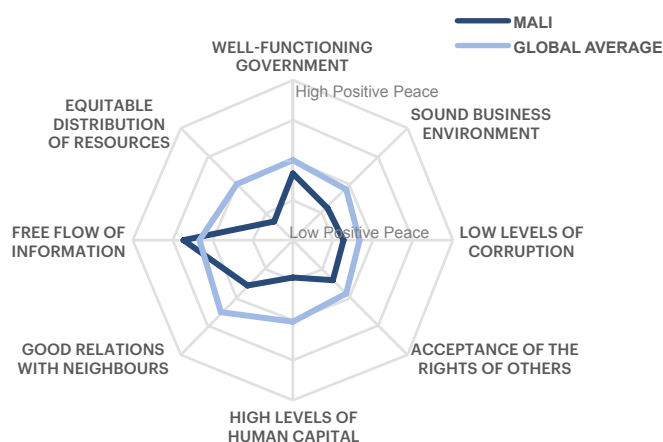 MALI
GLOBAL AVERAGE
WELL-FUNCTIONING
GOVERNMENT
High Positive Peace
SOUND BUSINESS
ENVIRONMENT
EQUITABLE
DISTRIBUTION
OF RESOURCES
FREE FLOW OF
INFORMATION
Low Positive Peace
LOW LEVELS OF
CORRUPTION
GOOD RELATIONS
WITH NEIGHBOURS
ACCEPTANCE OF THE
RIGHTS OF OTHERS
HIGH LEVELS OF
HUMAN CAPITAL